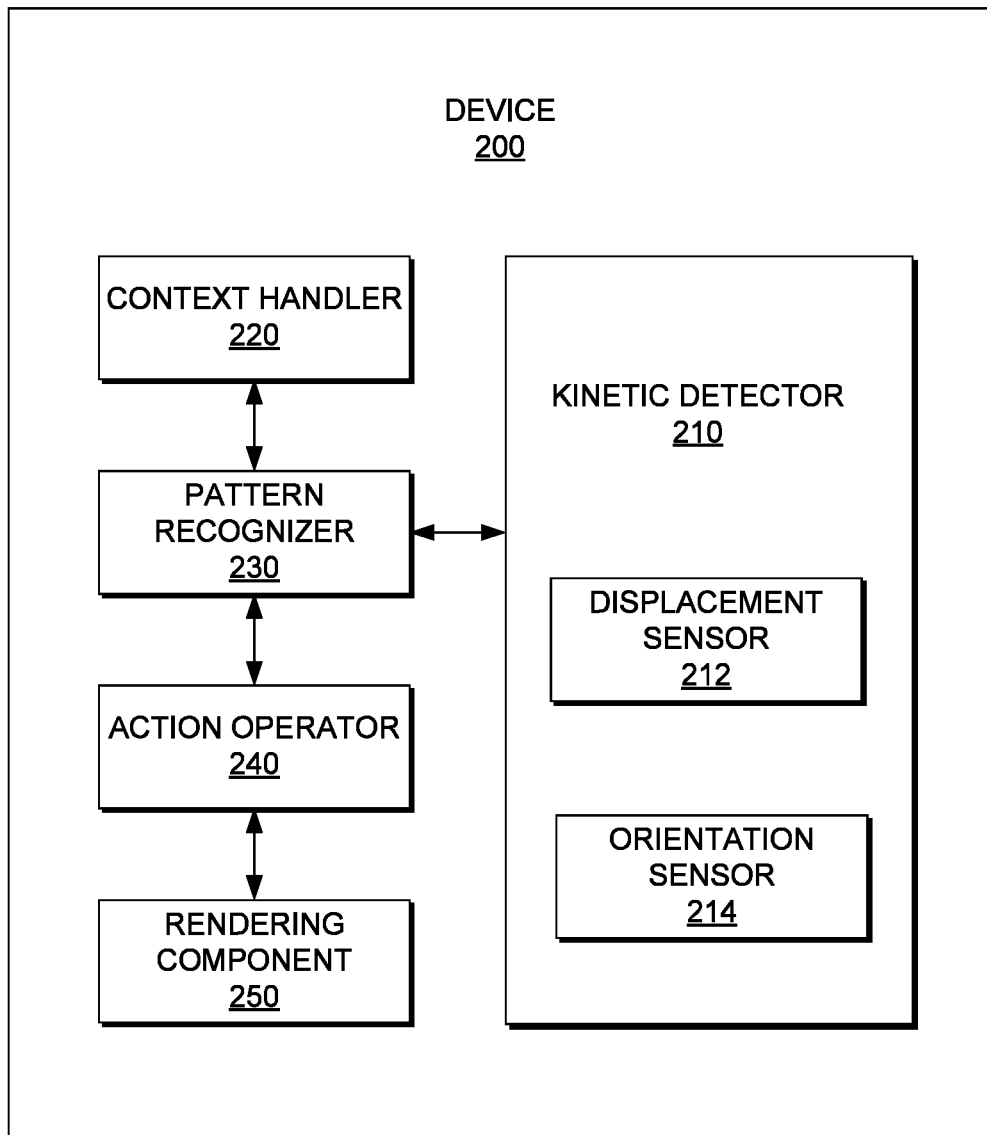 DEVICE
200
CONTEXT HANDLER
220
PATTERN
RECOGNIZER
230
ACTION OPERATOR
240
RENDERING
COMPONENT
250
KINETIC DETECTOR
210
DISPLACEMENT
SENSOR
212
ORIENTATION
SENSOR
214